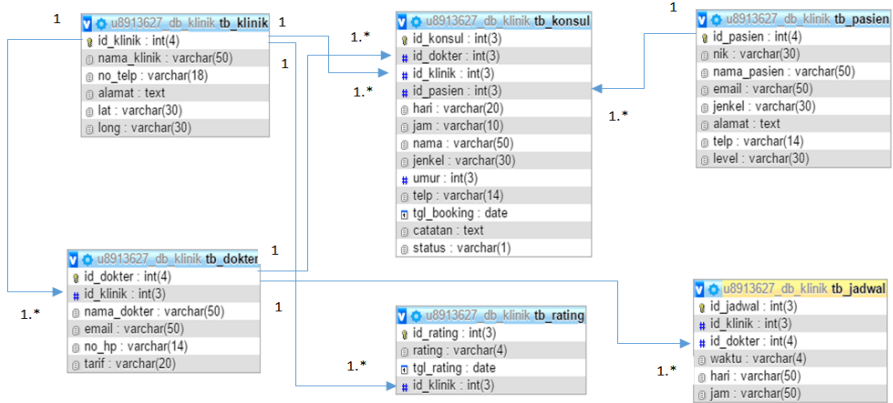 u8913627_db_klinik tb_klinik
id_klinik : int(4)
nama_klinik : varchar(50)
no_telp : varchar(18)
alamat : text
lat : varchar(30)
long : varchar(30)
u8913627_db_klinik tb_konsul
id_konsul : int(3)
id_dokter : int(3)
id_klinik : int(3)
id_pasien : int(3)
hari : varchar(20)
jam : varchar(10)
nama : varchar(50)
jenkel : varchar(30)
umur : int(3)
telp : varchar(14)
tgl_booking : date
catatan : text
status : varchar(1)
u8913627_db_klinik tb_pasien
id_pasien : int(4)
nik : varchar(30)
nama_pasien : varchar(50)
email : varchar(50)
jenkel : varchar(30)
alamat : text
telp : varchar(14)
level : varchar(30)
u8913627_db_klinik tb_dokter
id_dokter : int(4)
id_klinik : int(3)
nama_dokter : varchar(50)
email : varchar(50)
no_hp : varchar(14)
tarif : varchar(20)
u8913627_db_klinik tb_rating
id_rating : int(3)
rating : varchar(4)
tgl_rating : date
id_klinik : int(3)
u8913627_db_klinik tb_jadwal
id_jadwal : int(3)
id_klinik : int(3)
id_dokter : int(4)
waktu : varchar(4)
hari : varchar(50)
jam : varchar(50)
1
1
1
1
1.*
1.*
1.*
1
1
1.*
1.*
1.*